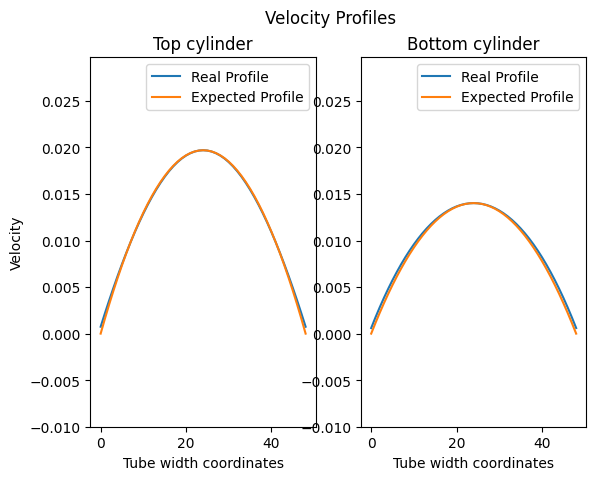 Velocity Profiles
Top cylinder
Real Profile
Expected Profile
0.025
0.020
0.015
0.010
0.005
0.000
−0.005
−0.010
Velocity
0
20
40
Tube width coordinates
Bottom cylinder
Real Profile
Expected Profile
0.025
0.020
0.015
0.010
0.005
0.000
−0.005
−0.010
0
20
40
Tube width coordinates